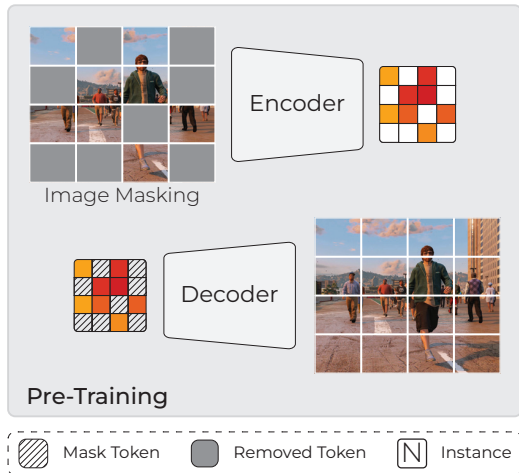 Encoder
Image Masking
Decoder
Pre-Training
Mask Token
Removed Token
N
Instance